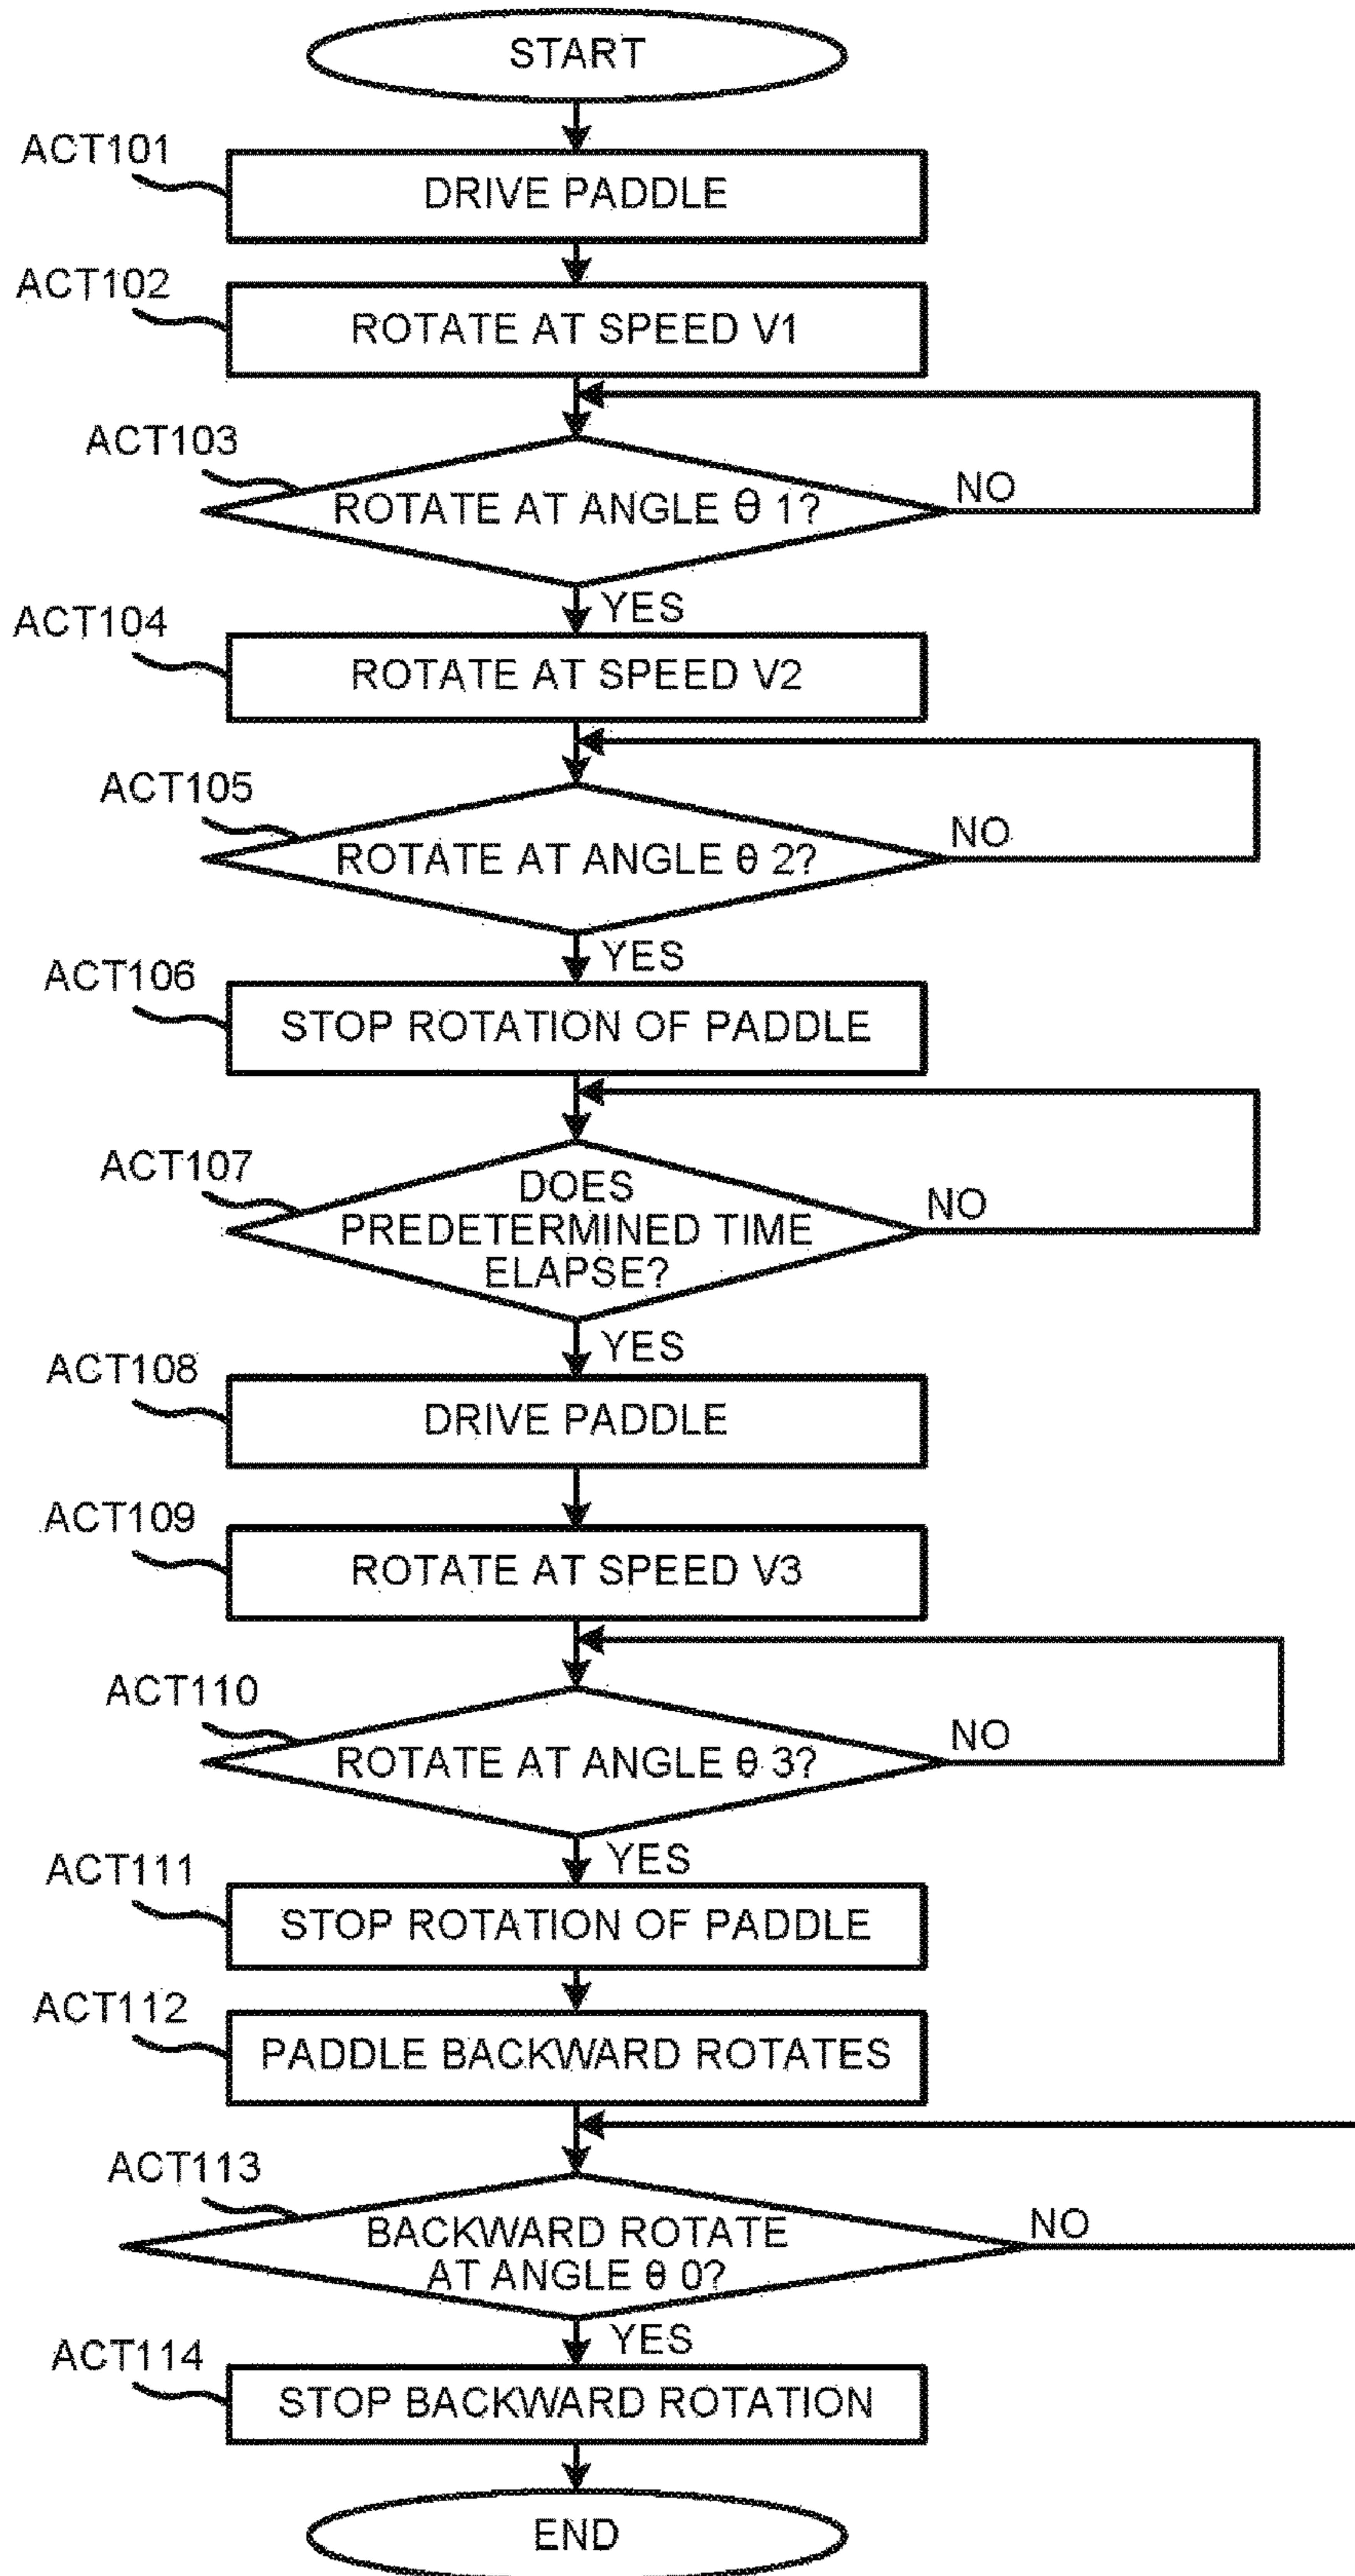 START
ACT101
DRIVE PADDLE
ACT102
ROTATE AT SPEED V1
ACT103
ROTATE AT ANGLE θ 1?
NO
YES
ACT104
ROTATE AT SPEED V2
ACT105
ROTATE AT ANGLE θ 2?
NO
YES
ACT106
STOP ROTATION OF PADDLE
ACT107
DOES
PREDETERMINED TIME
ELAPSE?
NO
YES
ACT108
DRIVE PADDLE
ACT109
ROTATE AT SPEED V3
ACT110
ROTATE AT ANGLE θ 3?
NO
YES
ACT111
STOP ROTATION OF PADDLE
ACT112
PADDLE BACKWARD ROTATES
ACT113
BACKWARD ROTATE
AT ANGLE θ 0?
NO
YES
ACT114
STOP BACKWARD ROTATION
END